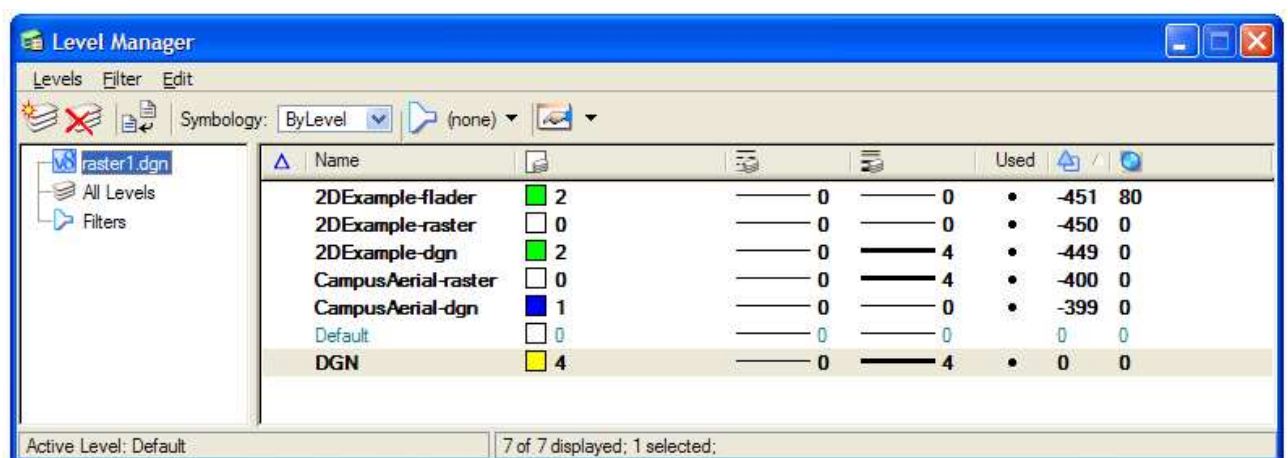 Level Manager
Levels Filter Edit
Symbology: ByLevel (none)
v8 raster1.dgn
All Levels
Filters
Name Used
2DExample-flader 2 0 0 • -451 80
2DExample-raster 0 0 0 • -450 0
2DExample-dgn 2 0 4 • -449 0
CampusAerial-raster 0 0 4 • -400 0
CampusAerial-dgn 1 0 0 • -399 0
Default 0 0 0 0 0
DGN 4 0 4 • 0 0
Active Level: Default 7 of 7 displayed; 1 selected;